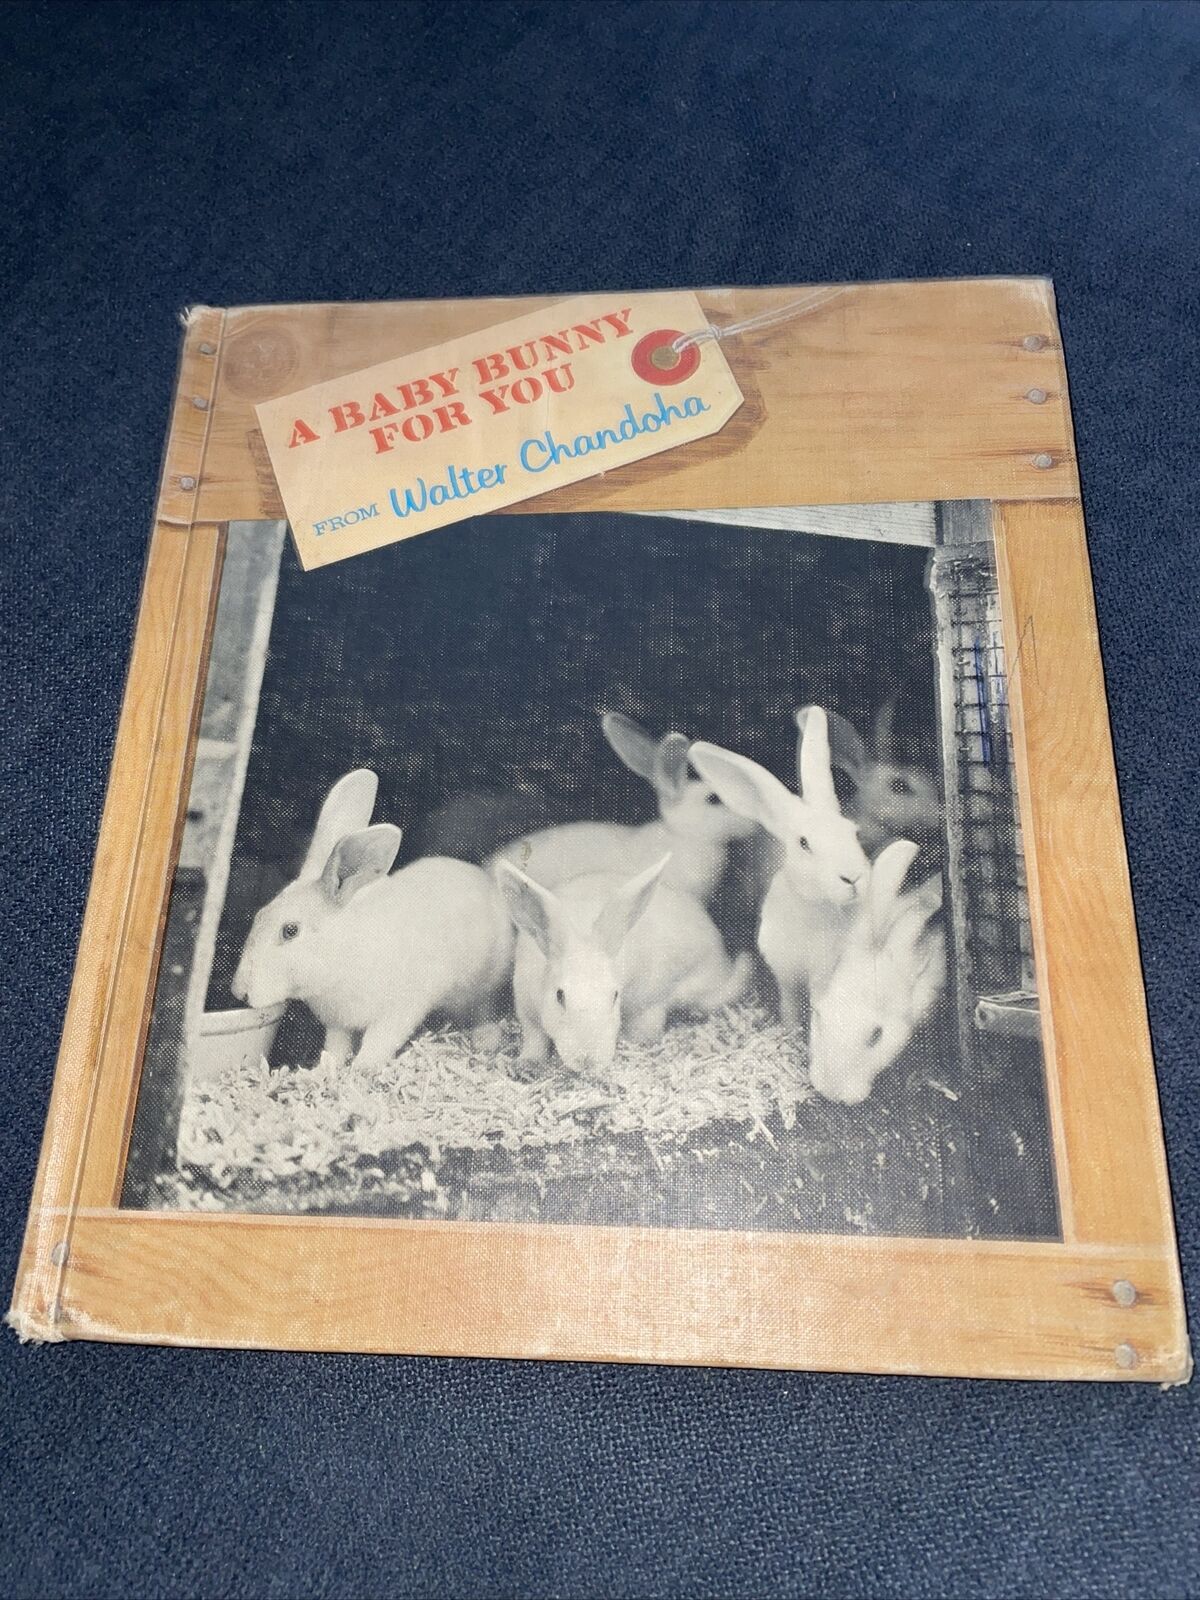 A BABY BUNNY
FOR YOU
FROM Walter Chandoha